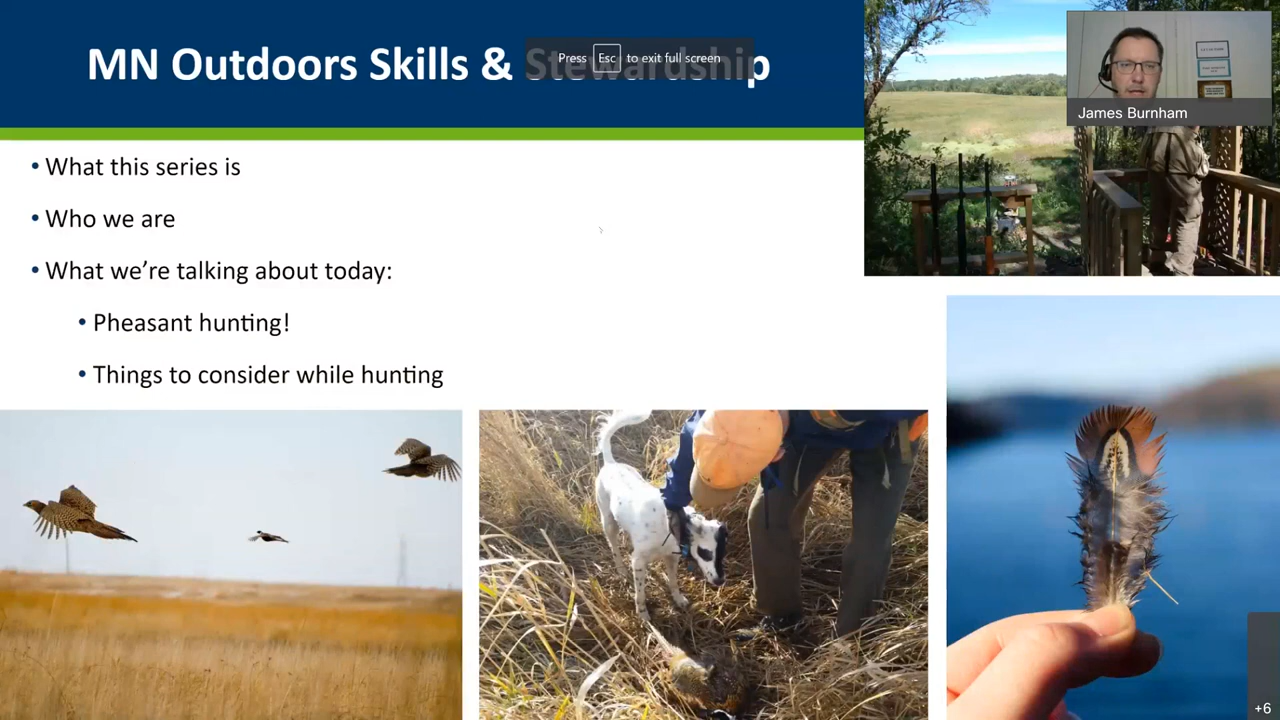 MN Outdoors Skills & Stewardship
Press Esc to exit full screen
James Burnham
• What this series is
• Who we are
• What we’re talking about today:
• Pheasant hunting!
• Things to consider while hunting
+6